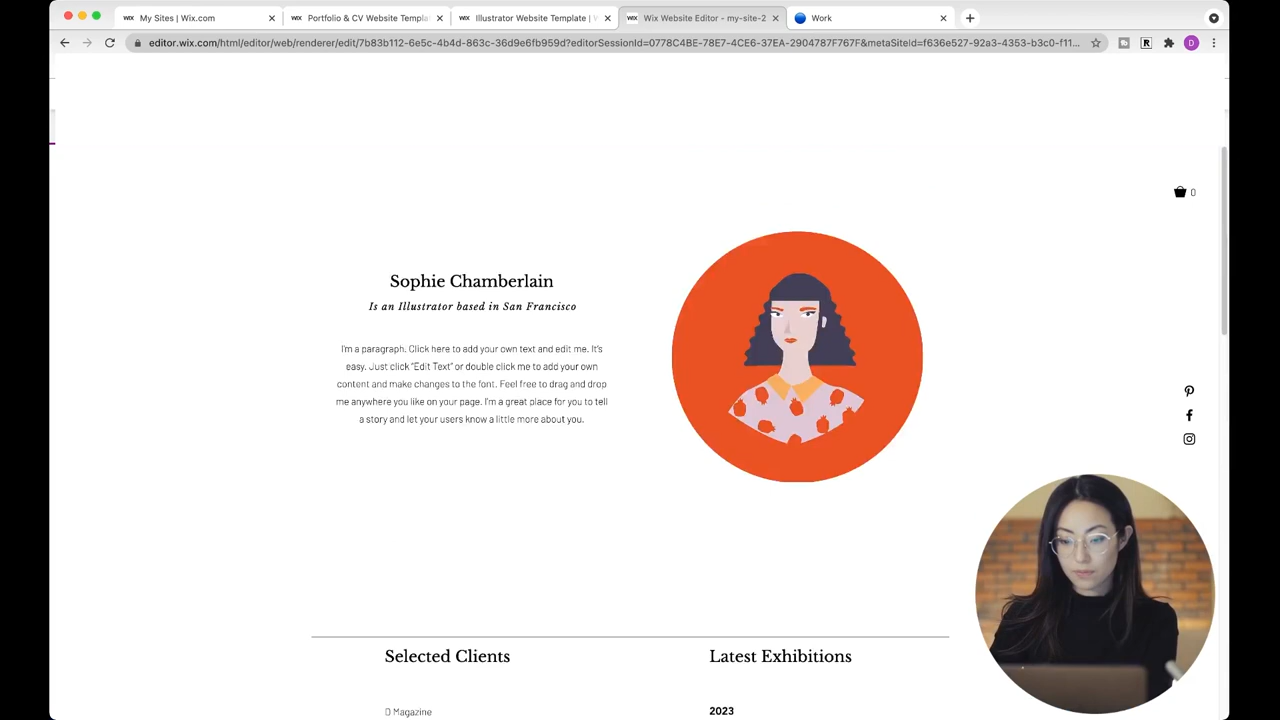 WIX My Sites | Wix.com
WIX Portfolio & CV Website Templa
WIX Illustrator Website Template | W
WIX Wix Website Editor - my-site-2
Work
editor.wix.com/html/editor/web/renderer/edit/7b83b112-6e5c-4b4d-863c-36d9e6fb959d?editorSessionId=0778C4BE-78E7-4CE6-37EA-2904787F767F&metaSiteId=f636e527-92a3-4353-b3c0-f11...
R
D
0
Sophie Chamberlain
Is an Illustrator based in San Francisco
I'm a paragraph. Click here to add your own text and edit me. It's
easy. Just click "Edit Text" or double click me to add your own
content and make changes to the font. Feel free to drag and drop
me anywhere you like on your page. I'm a great place for you to tell
a story and let your users know a little more about you.
Selected Clients
Latest Exhibitions
O Magazine
2023